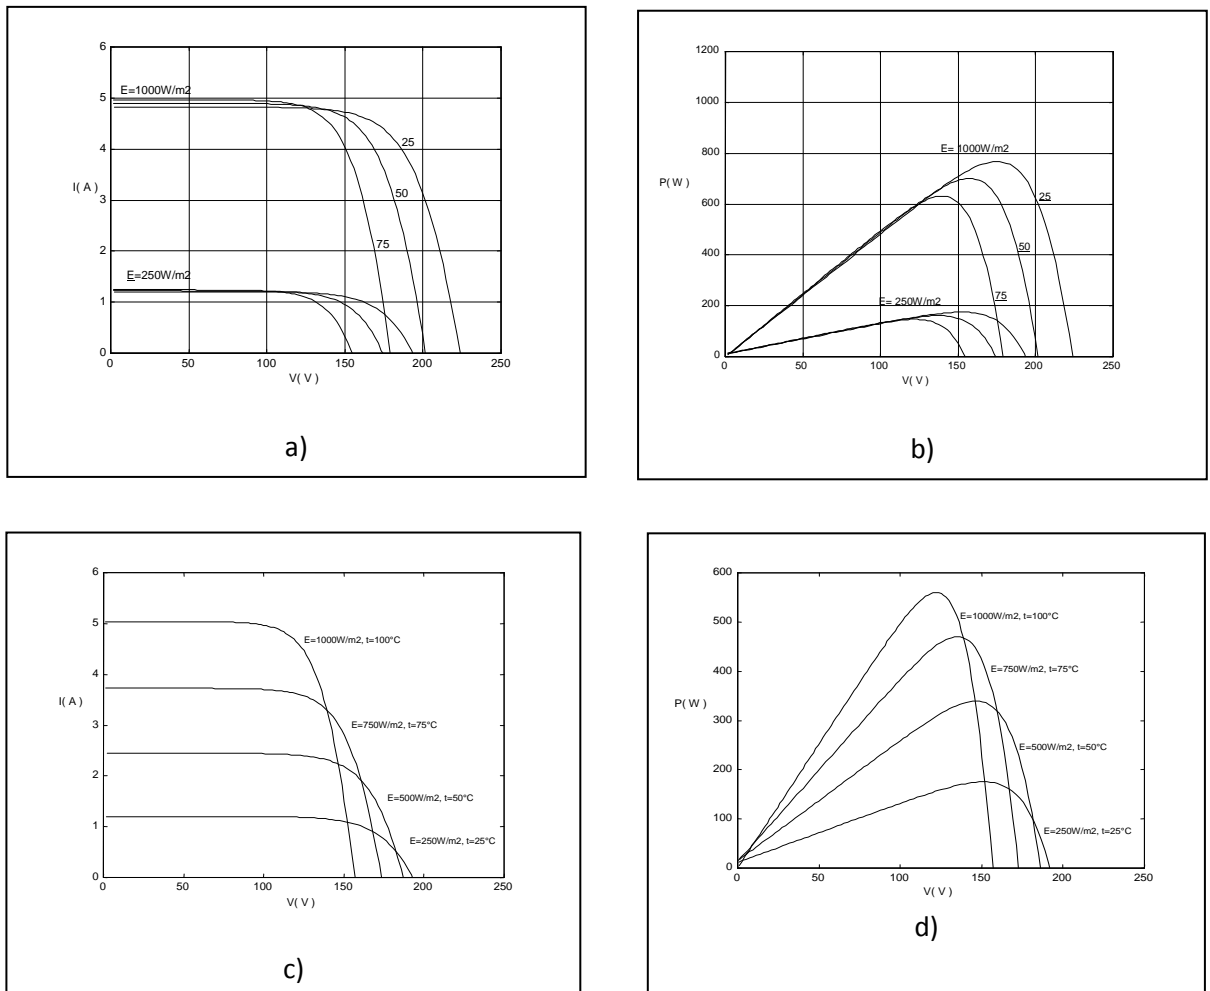 6
5
4
3
2
1
0
I( A )
E=1000W/m2
25
50
75
E=250W/m2
0 50 100 150 200 250
V( V )
a)
1200
1000
800
600
400
200
0
P( W )
E= 1000W/m2
25
50
75
E= 250W/m2
0 50 100 150 200 250
V( V )
b)
6
5
4
3
2
1
0
I( A )
E=1000W/m2, t=100°C
E=750W/m2, t=75°C
E=500W/m2, t=50°C
E=250W/m2, t=25°C
0 50 100 150 200 250
V( V )
c)
600
500
400
300
200
100
0
P( W )
E=1000W/m2, t=100°C
E=750W/m2, t=75°C
E=500W/m2, t=50°C
E=250W/m2, t=25°C
0 50 100 150 200 250
V( V )
d)